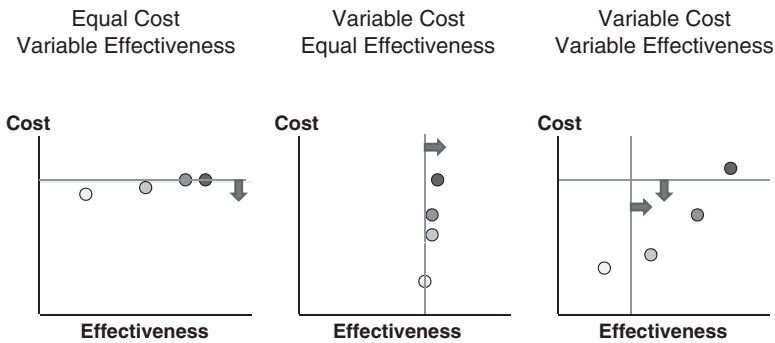 Equal Cost
Variable Effectiveness
Variable Cost
Equal Effectiveness
Variable Cost
Variable Effectiveness
Cost
Effectiveness
Cost
Effectiveness
Cost
Effectiveness